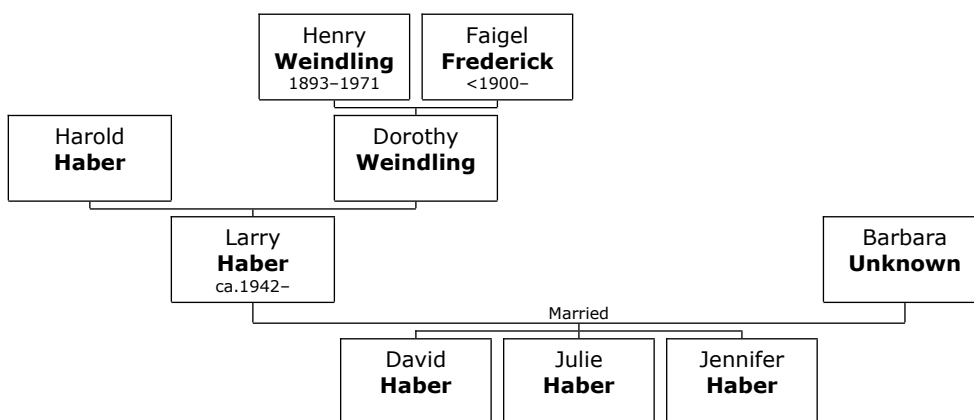 Henry
Weindling
1893–1971
Faigel
Frederick
<1900–
Harold
Haber
Dorothy
Weindling
Larry
Haber
ca.1942–
Barbara
Unknown
Married
David
Haber
Julie
Haber
Jennifer
Haber